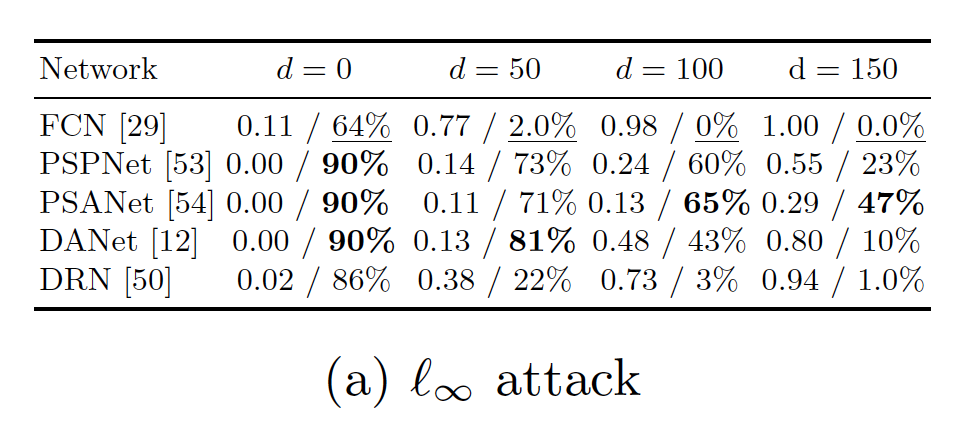 Network d = 0 d = 50 d = 100 d = 150
FCN [29] 0.11 / 64% 0.77 / 2.0% 0.98 / 0% 1.00 / 0.0%
PSPNet [53] 0.00 / 90% 0.14 / 73% 0.24 / 60% 0.55 / 23%
PSANet [54] 0.00 / 90% 0.11 / 71% 0.13 / 65% 0.29 / 47%
DANet [12] 0.00 / 90% 0.13 / 81% 0.48 / 43% 0.80 / 10%
DRN [50] 0.02 / 86% 0.38 / 22% 0.73 / 3% 0.94 / 1.0%
(a) ℓ∞ attack